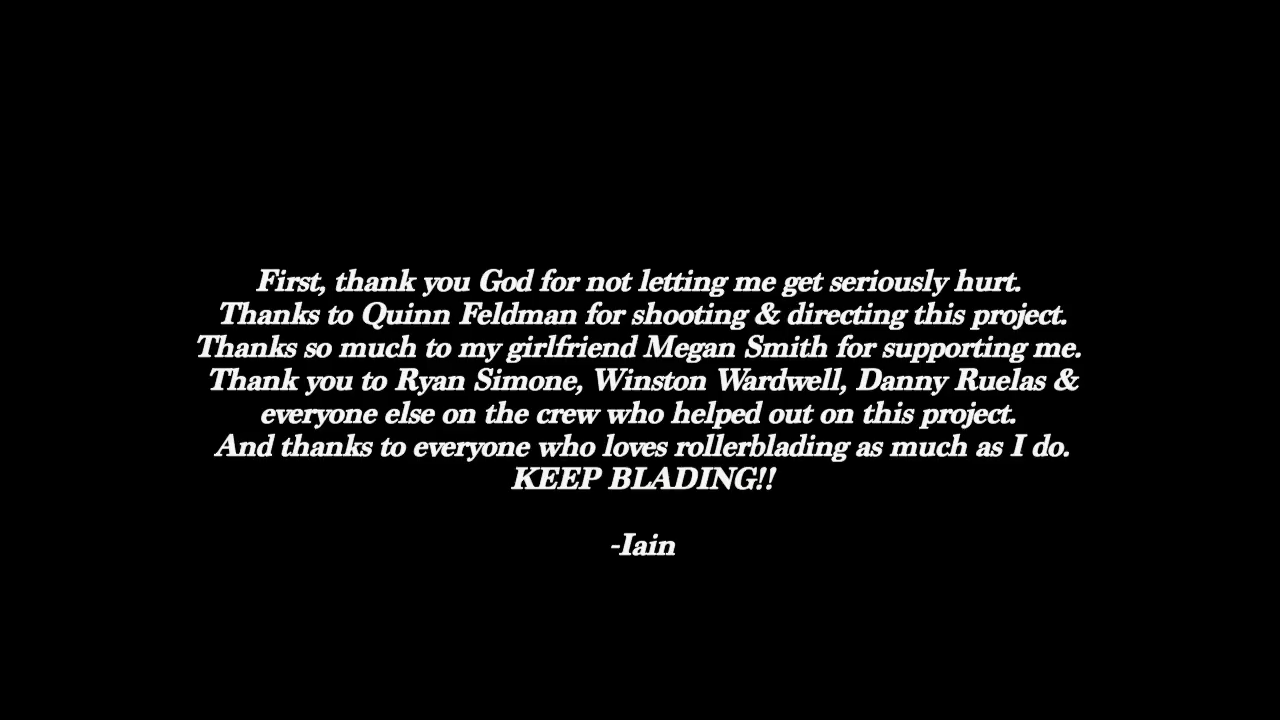 First, thank you God for not letting me get seriously hurt.
Thanks to Quinn Feldman for shooting & directing this project.
Thanks so much to my girlfriend Megan Smith for supporting me.
Thank you to Ryan Simone, Winston Wardwell, Danny Ruelas &
everyone else on the crew who helped out on this project.
And thanks to everyone who loves rollerblading as much as I do.
KEEP BLADING!!
-Iain